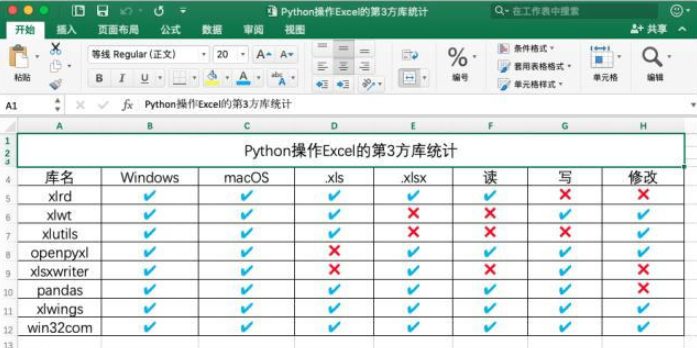 Python操作Excel的第3方库统计
在工作表中搜索
开始 插入 页面布局 公式 数据 审阅 视图 共享
粘贴 等线 Regular (正文) 20 A A 编号 条件格式 单元格 编辑
B I U A abc 套用表格格式
单元格样式
A1 fx Python操作Excel的第3方库统计
A B C D E F G H
1
2
3
Python操作Excel的第3方库统计
4 库名 Windows macOS .xls .xlsx 读 写 修改
5 xlrd ✔ ✔ ✔ ✔ ✔ ✖ ✖
6 xlwt ✔ ✔ ✔ ✖ ✖ ✔ ✔
7 xlutils ✔ ✔ ✔ ✖ ✖ ✖ ✔
8 openpyxl ✔ ✔ ✖ ✔ ✔ ✔ ✔
9 xlsxwriter ✔ ✔ ✖ ✔ ✖ ✔ ✖
10 pandas ✔ ✔ ✔ ✔ ✔ ✔ ✖
11 xlwings ✔ ✔ ✔ ✔ ✔ ✔ ✔
12 win32com ✔ ✔ ✔ ✔ ✔ ✔ ✔
13